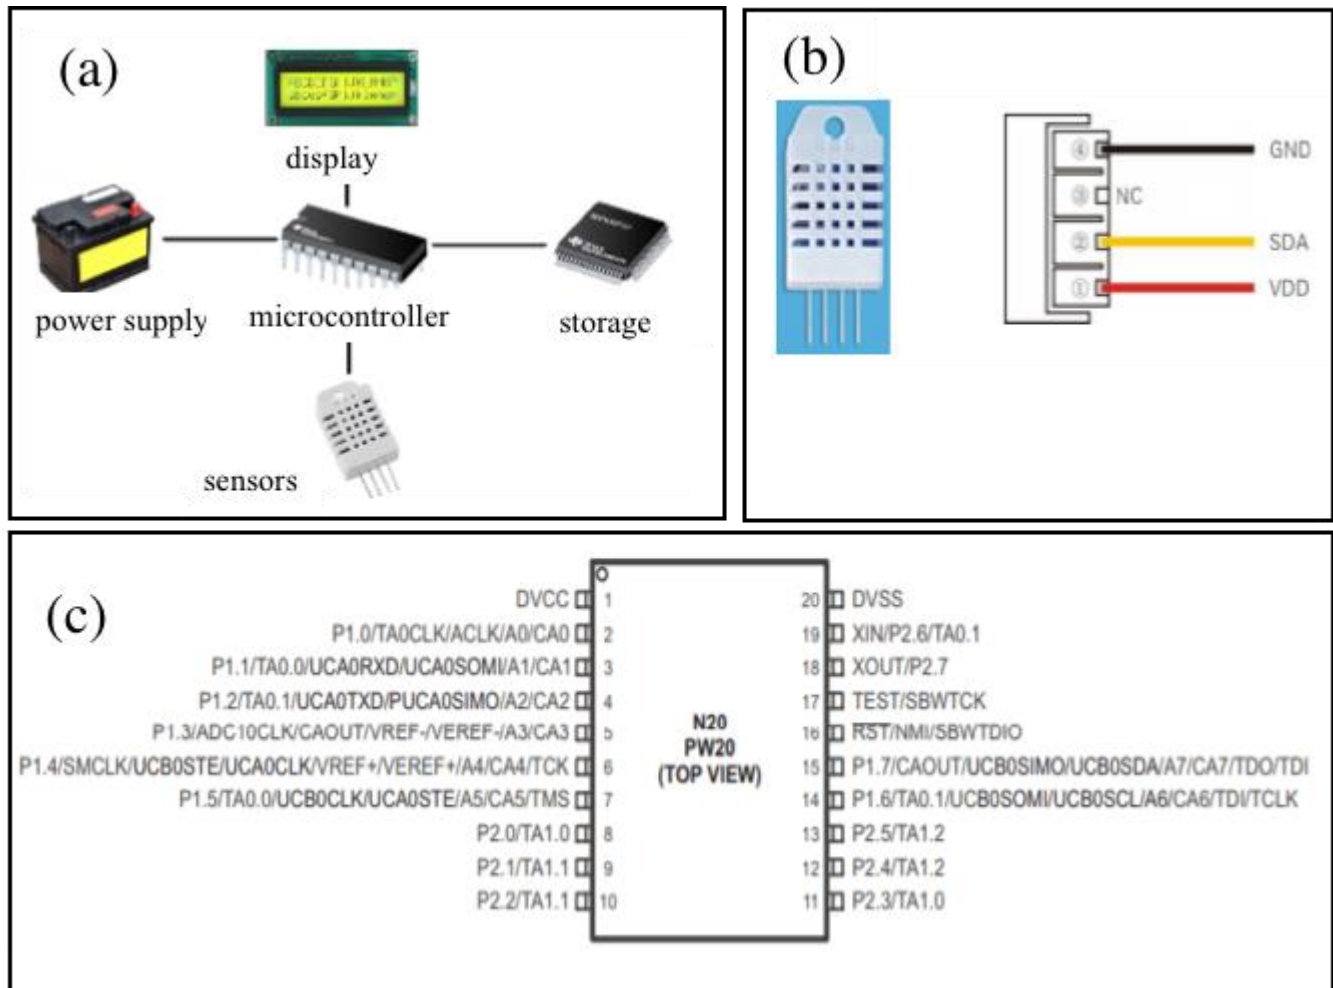 (a)
display
power supply
microcontroller
storage
sensors
(b)
④ GND
③ NC
② SDA
① VDD
(c)
DVCC 1
P1.0/TA0CLK/ACLK/A0/CA0 2
P1.1/TA0.0/UCA0RXD/UCA0SOMI/A1/CA1 3
P1.2/TA0.1/UCA0TXD/PUCA0SIMO/A2/CA2 4
P1.3/ADC10CLK/CAOUT/VREF-/VEREF-/A3/CA3 5
P1.4/SMCLK/UCB0STE/UCA0CLK/VREF+/VEREF+/A4/CA4/TCK 6
P1.5/TA0.0/UCB0CLK/UCA0STE/A5/CA5/TMS 7
P2.0/TA1.0 8
P2.1/TA1.1 9
P2.2/TA1.1 10
N20
PW20
(TOP VIEW)
20 DVSS
19 XIN/P2.6/TA0.1
18 XOUT/P2.7
17 TEST/SBWTCK
16 RST/NMI/SBWTDIO
15 P1.7/CAOUT/UCB0SIMO/UCB0SDA/A7/CA7/TDO/TDI
14 P1.6/TA0.1/UCB0SOMI/UCB0SCL/A6/CA6/TDI/TCLK
13 P2.5/TA1.2
12 P2.4/TA1.2
11 P2.3/TA1.0